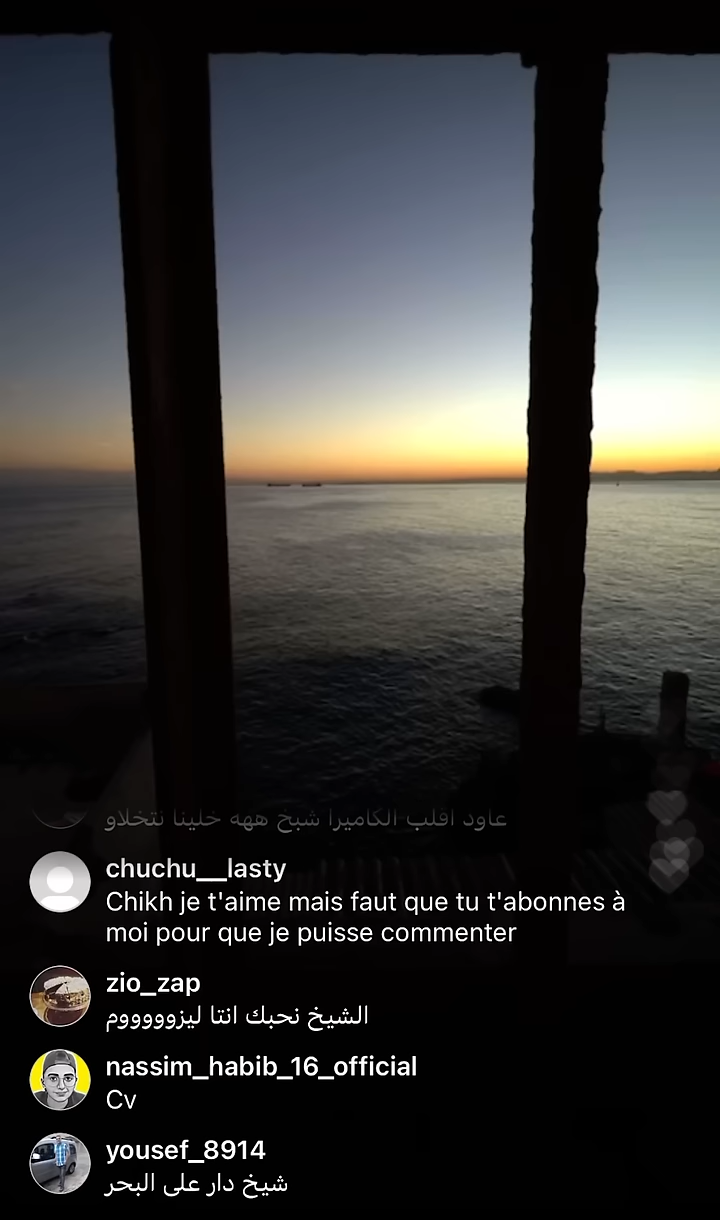 عاود اقلب الكاميرا شيخ ههه خلينا نتخلاو
chuchu__lasty
Chikh je t'aime mais faut que tu t'abonnes à
moi pour que je puisse commenter
zio_zap
الشيخ نحبك انتا ليزوووووم
nassim_habib_16_official
Cv
yousef_8914
شيخ دار على البحر